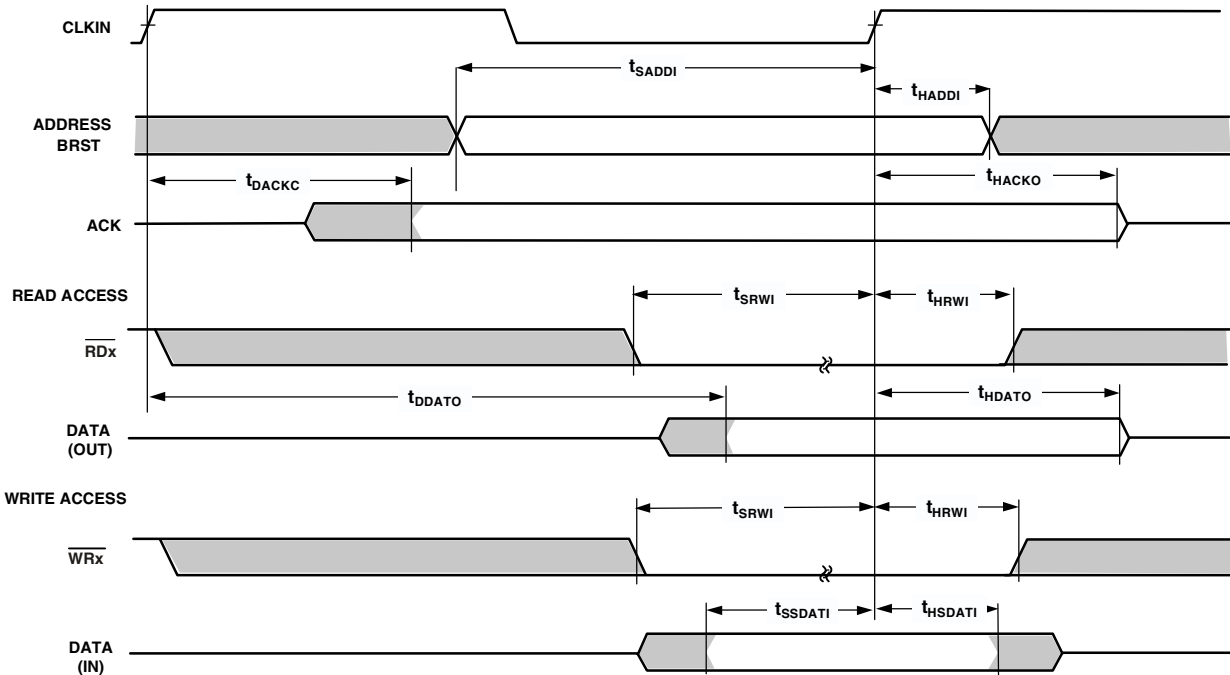 CLKIN
tSADDI
tHADDI
ADDRESS
BRST
tDACKC
tHACKO
ACK
READ ACCESS
tSRWI
tHRWI
RDx
tDDATO
tHDATO
DATA
(OUT)
WRITE ACCESS
tSRWI
tHRWI
WRx
tSSDATI
tHSDATI
DATA
(IN)